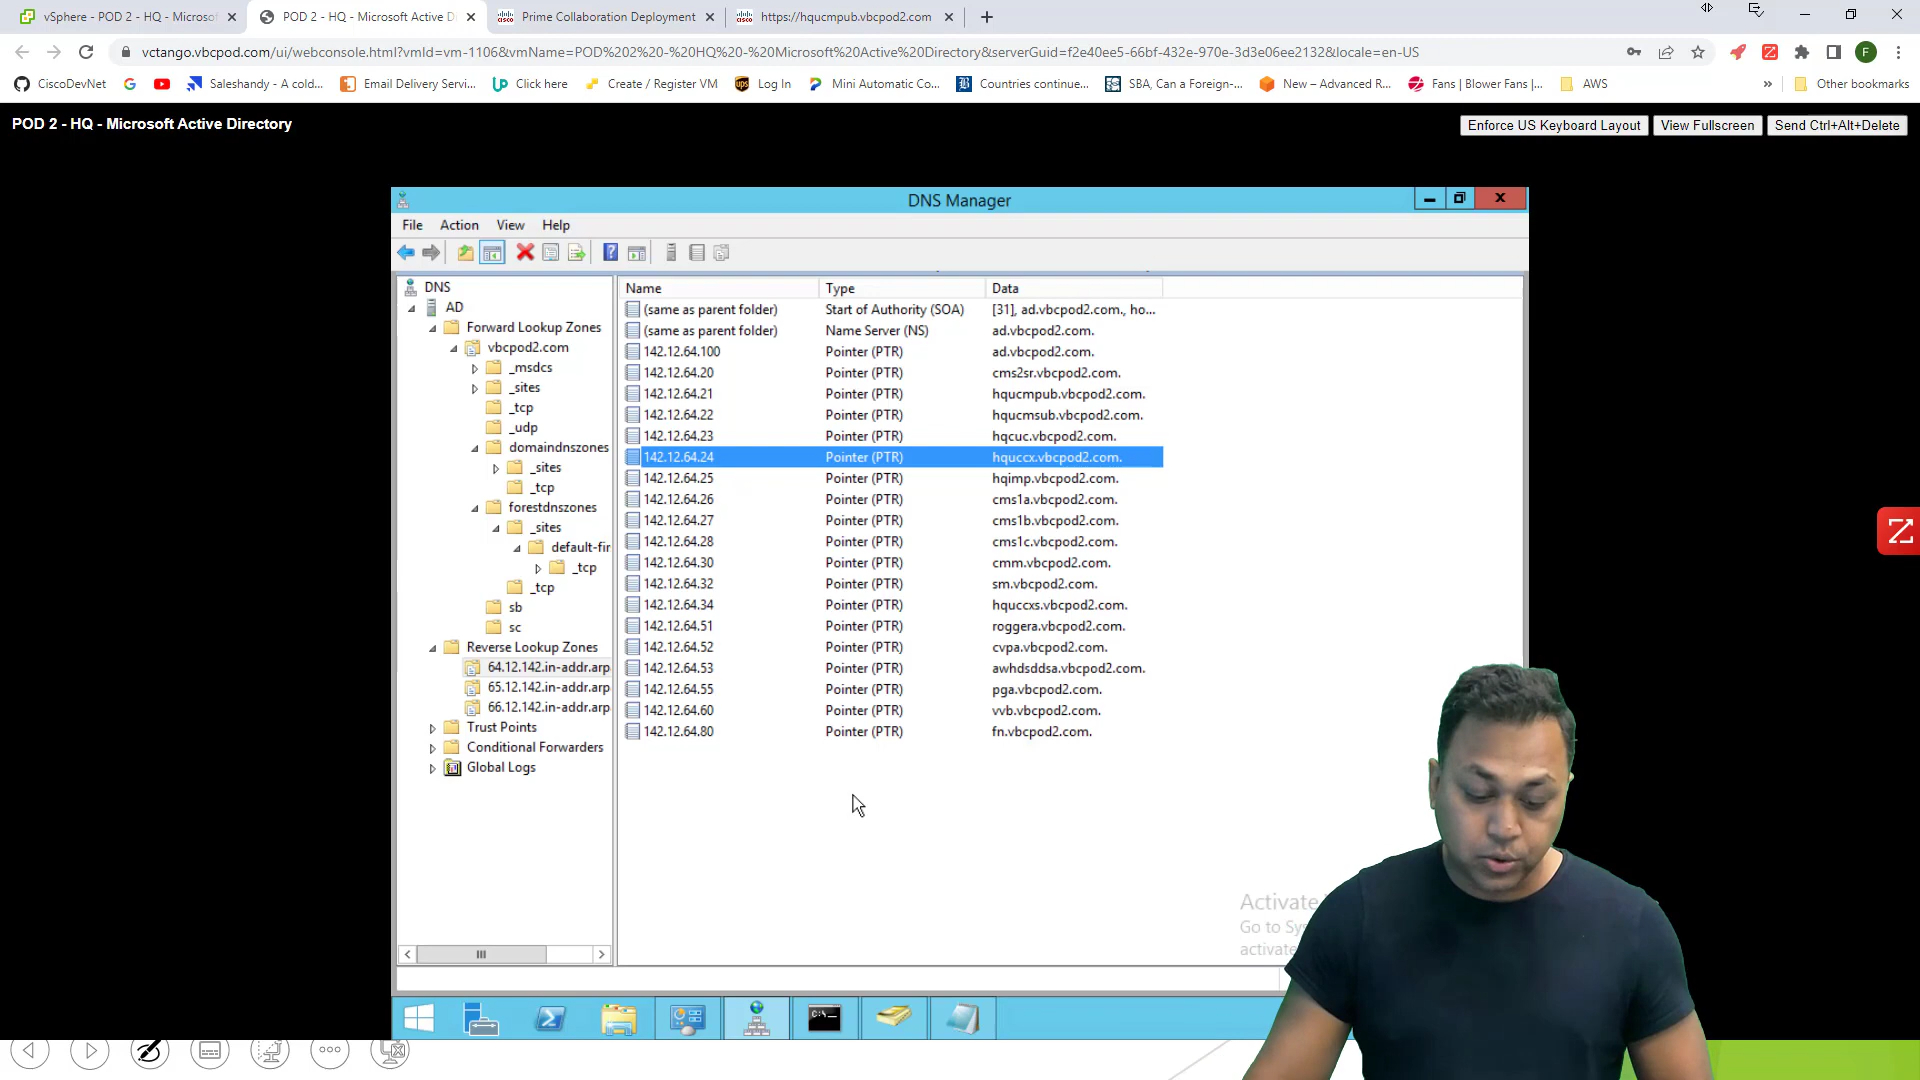 vSphere - POD 2 - HQ - Microsof
POD 2 - HQ - Microsoft Active Di
Prime Collaboration Deployment
https://hqucmpub.vbcpod2.com
vctango.vbcpod.com/ui/webconsole.html?vmId=vm-1106&vmName=POD%202%20-%20HQ%20-%20Microsoft%20Active%20Directory&serverGuid=f2e40ee5-66bf-432e-970e-3d3e06ee2132&locale=en-US
F
CiscoDevNet
Saleshandy - A cold...
Email Delivery Servi...
Click here
Create / Register VM
Log In
Mini Automatic Co...
Countries continue...
SBA, Can a Foreign-...
New – Advanced R...
Fans | Blower Fans |...
AWS
»
Other bookmarks
POD 2 - HQ - Microsoft Active Directory
Enforce US Keyboard Layout
View Fullscreen
Send Ctrl+Alt+Delete
DNS Manager
File Action View Help
DNS
AD
Forward Lookup Zones
vbcpod2.com
_msdcs
_sites
_tcp
_udp
domaindnszones
_sites
_tcp
forestdnszones
_sites
default-fir
_tcp
_tcp
sb
sc
Reverse Lookup Zones
64.12.142.in-addr.arp
65.12.142.in-addr.arp
66.12.142.in-addr.arp
Trust Points
Conditional Forwarders
Global Logs
Name Type Data
(same as parent folder) Start of Authority (SOA) [31], ad.vbcpod2.com., ho...
(same as parent folder) Name Server (NS) ad.vbcpod2.com.
142.12.64.100 Pointer (PTR) ad.vbcpod2.com.
142.12.64.20 Pointer (PTR) cms2sr.vbcpod2.com.
142.12.64.21 Pointer (PTR) hqucmpub.vbcpod2.com.
142.12.64.22 Pointer (PTR) hqucmsub.vbcpod2.com.
142.12.64.23 Pointer (PTR) hqcuc.vbcpod2.com.
142.12.64.24 Pointer (PTR) hquccx.vbcpod2.com.
142.12.64.25 Pointer (PTR) hqimp.vbcpod2.com.
142.12.64.26 Pointer (PTR) cms1a.vbcpod2.com.
142.12.64.27 Pointer (PTR) cms1b.vbcpod2.com.
142.12.64.28 Pointer (PTR) cms1c.vbcpod2.com.
142.12.64.30 Pointer (PTR) cmm.vbcpod2.com.
142.12.64.32 Pointer (PTR) sm.vbcpod2.com.
142.12.64.34 Pointer (PTR) hquccxs.vbcpod2.com.
142.12.64.51 Pointer (PTR) roggera.vbcpod2.com.
142.12.64.52 Pointer (PTR) cvpa.vbcpod2.com.
142.12.64.53 Pointer (PTR) awhdsddsa.vbcpod2.com.
142.12.64.55 Pointer (PTR) pga.vbcpod2.com.
142.12.64.60 Pointer (PTR) vvb.vbcpod2.com.
142.12.64.80 Pointer (PTR) fn.vbcpod2.com.
Activate
Go to Sy
activate